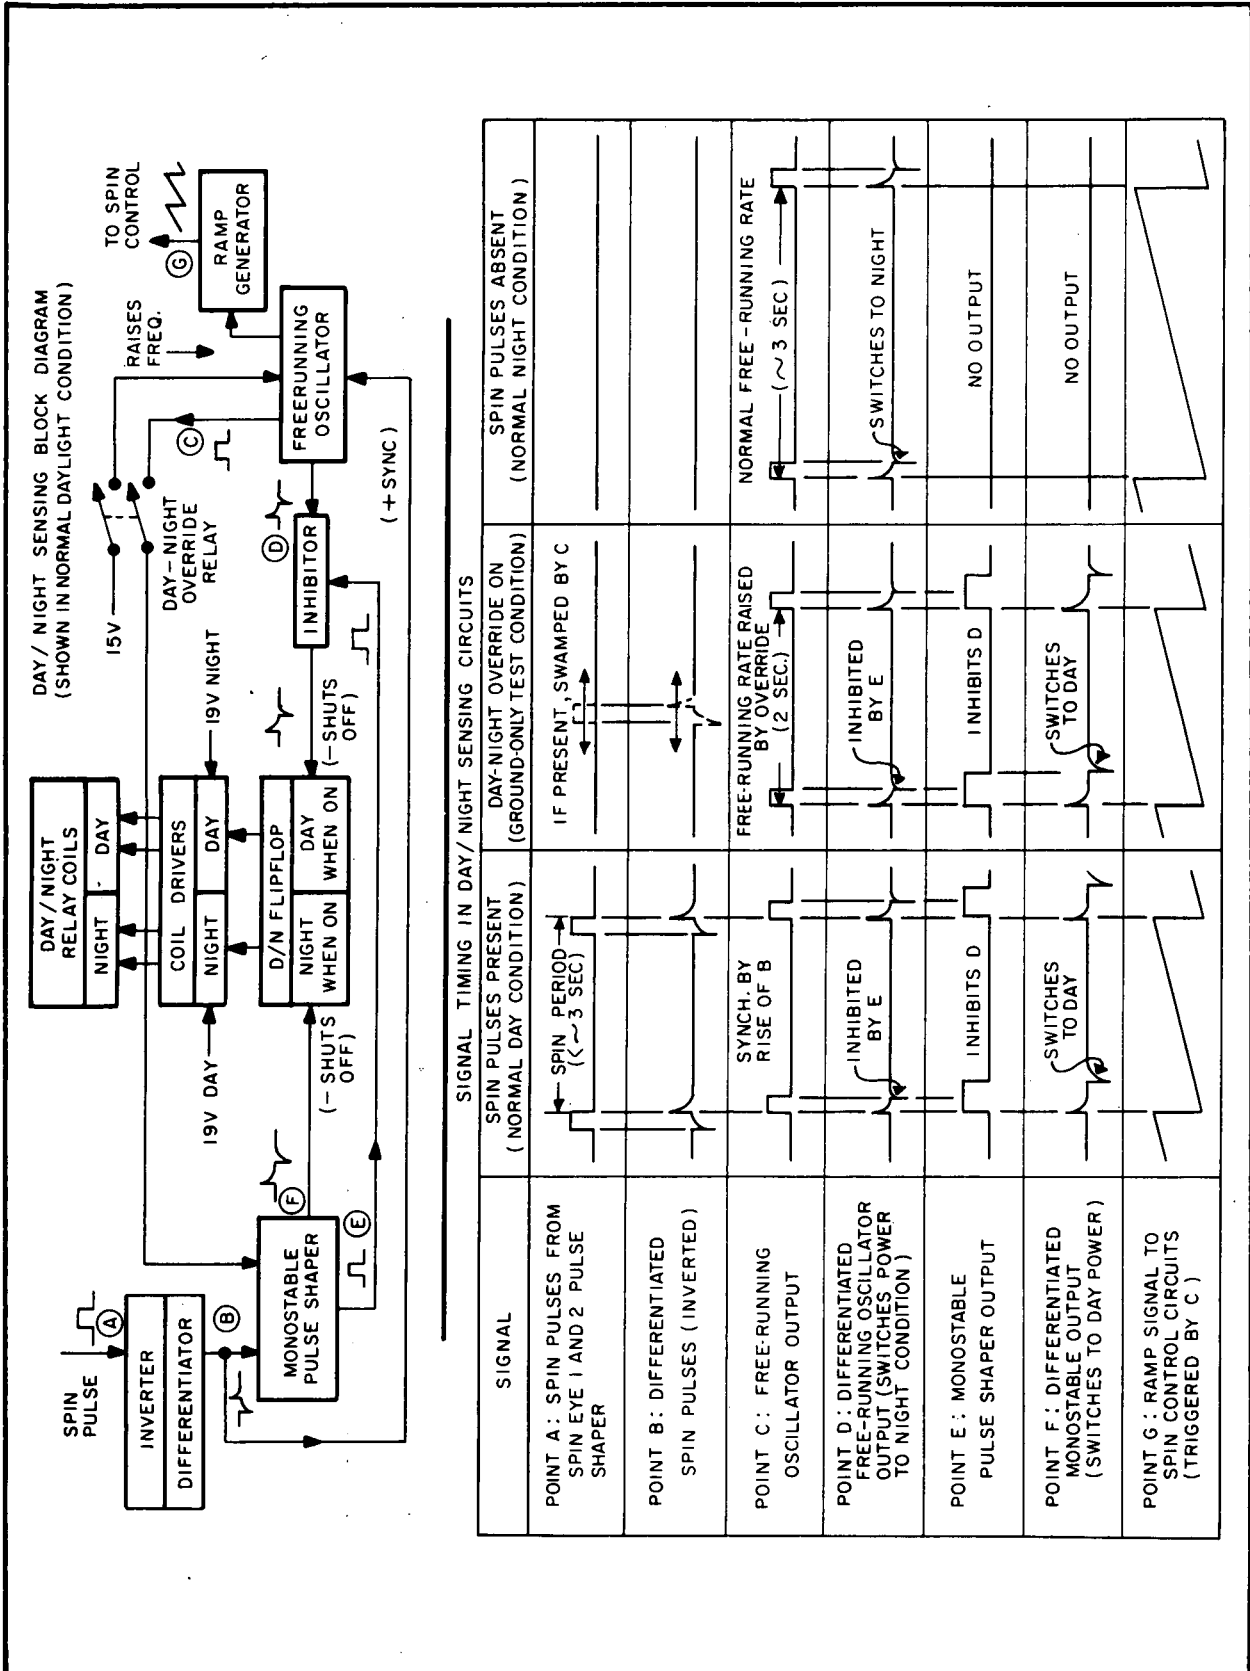 DAY/ NIGHT SENSING BLOCK DIAGRAM
(SHOWN IN NORMAL DAYLIGHT CONDITION)
SPIN
PULSE
A
INVERTER
DIFFERENTIATOR
B
MONOSTABLE
PULSE SHAPER
F
E
DAY/NIGHT
RELAY COILS
NIGHT
DAY
COIL DRIVERS
NIGHT
DAY
19V DAY
19V NIGHT
D/N FLIPFLOP
NIGHT
WHEN ON
DAY
WHEN ON
(– SHUTS
OFF)
(–SHUTS
OFF)
15V
DAY–NIGHT
OVERRIDE
RELAY
INHIBITOR
D
C
RAISES
FREQ.
FREERUNNING
OSCILLATOR
(+SYNC)
RAMP
GENERATOR
G
TO SPIN
CONTROL
SIGNAL TIMING IN DAY/ NIGHT SENSING CIRCUITS
SIGNAL
SPIN PULSES PRESENT
(NORMAL DAY CONDITION)
DAY-NIGHT OVERRIDE ON
(GROUND-ONLY TEST CONDITION)
SPIN PULSES ABSENT
(NORMAL NIGHT CONDITION)
POINT A: SPIN PULSES FROM
SPIN EYE 1 AND 2 PULSE
SHAPER
SPIN PERIOD
(<~3 SEC)
IF PRESENT, SWAMPED BY C
POINT B: DIFFERENTIATED
SPIN PULSES (INVERTED)
POINT C: FREE-RUNNING
OSCILLATOR OUTPUT
SYNCH. BY
RISE OF B
FREE-RUNNING RATE RAISED
BY OVERRIDE
(2 SEC.)
NORMAL FREE-RUNNING RATE
(~3 SEC)
POINT D: DIFFERENTIATED
FREE-RUNNING OSCILLATOR
OUTPUT (SWITCHES POWER
TO NIGHT CONDITION)
INHIBITED
BY E
INHIBITED
BY E
SWITCHES TO NIGHT
POINT E: MONOSTABLE
PULSE SHAPER OUTPUT
INHIBITS D
INHIBITS D
NO OUTPUT
POINT F: DIFFERENTIATED
MONOSTABLE OUTPUT
(SWITCHES TO DAY POWER)
SWITCHES
TO DAY
SWITCHES
TO DAY
NO OUTPUT
POINT G: RAMP SIGNAL TO
SPIN CONTROL CIRCUITS
(TRIGGERED BY C)